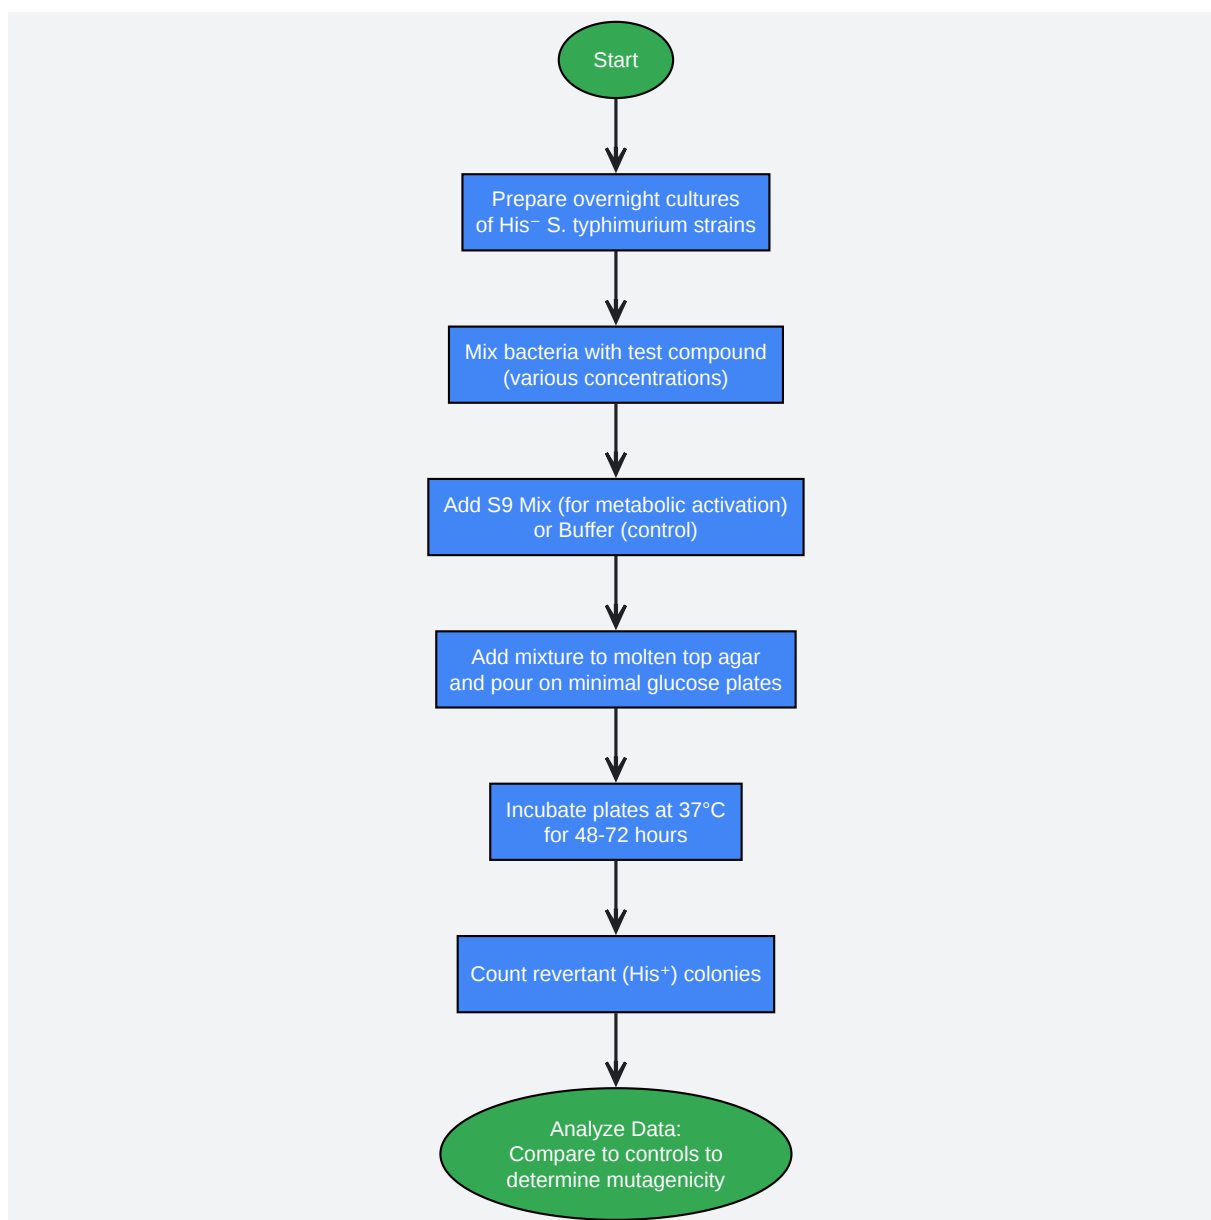 Start
Prepare overnight cultures
of His⁻ S. typhimurium strains
Mix bacteria with test compound
(various concentrations)
Add S9 Mix (for metabolic activation)
or Buffer (control)
Add mixture to molten top agar
and pour on minimal glucose plates
Incubate plates at 37°C
for 48-72 hours
Count revertant (His⁺) colonies
Analyze Data:
Compare to controls to
determine mutagenicity